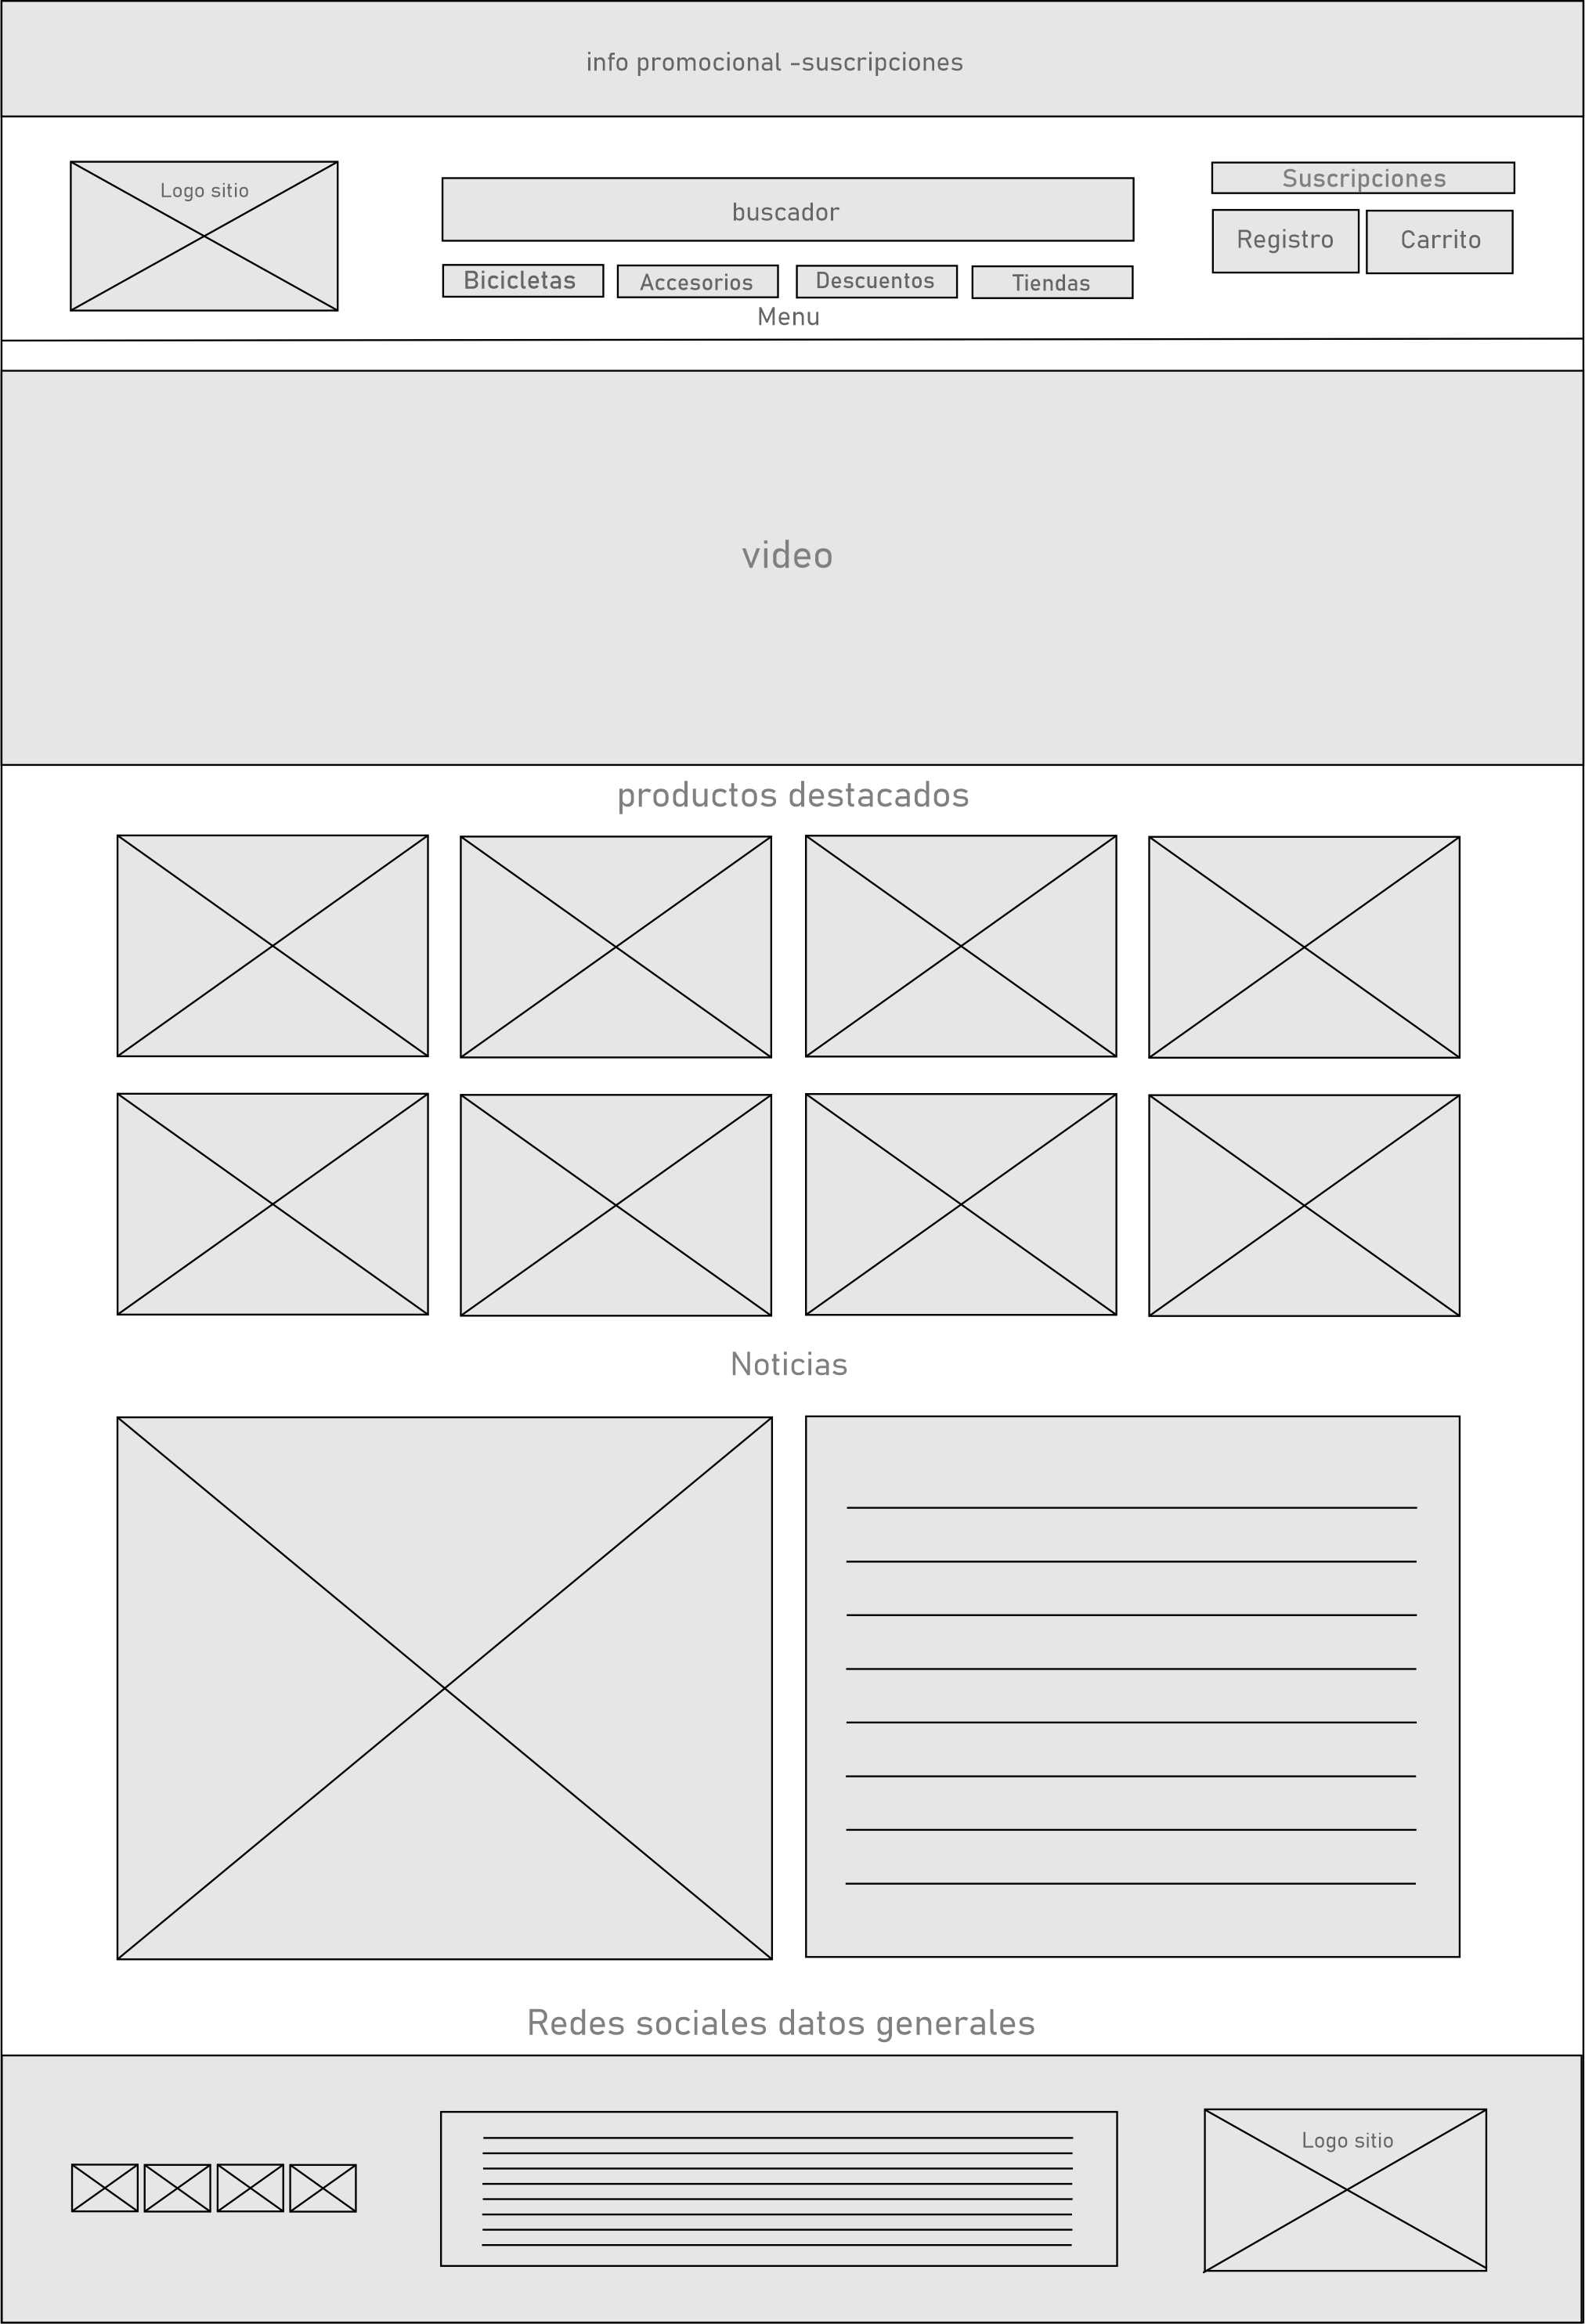 info promocional -suscripciones
Logo sitio
buscador
Suscripciones
Registro
Carrito
Bicicletas
Accesorios
Descuentos
Tiendas
Menu
video
productos destacados
Noticias
Redes sociales datos generales
Logo sitio